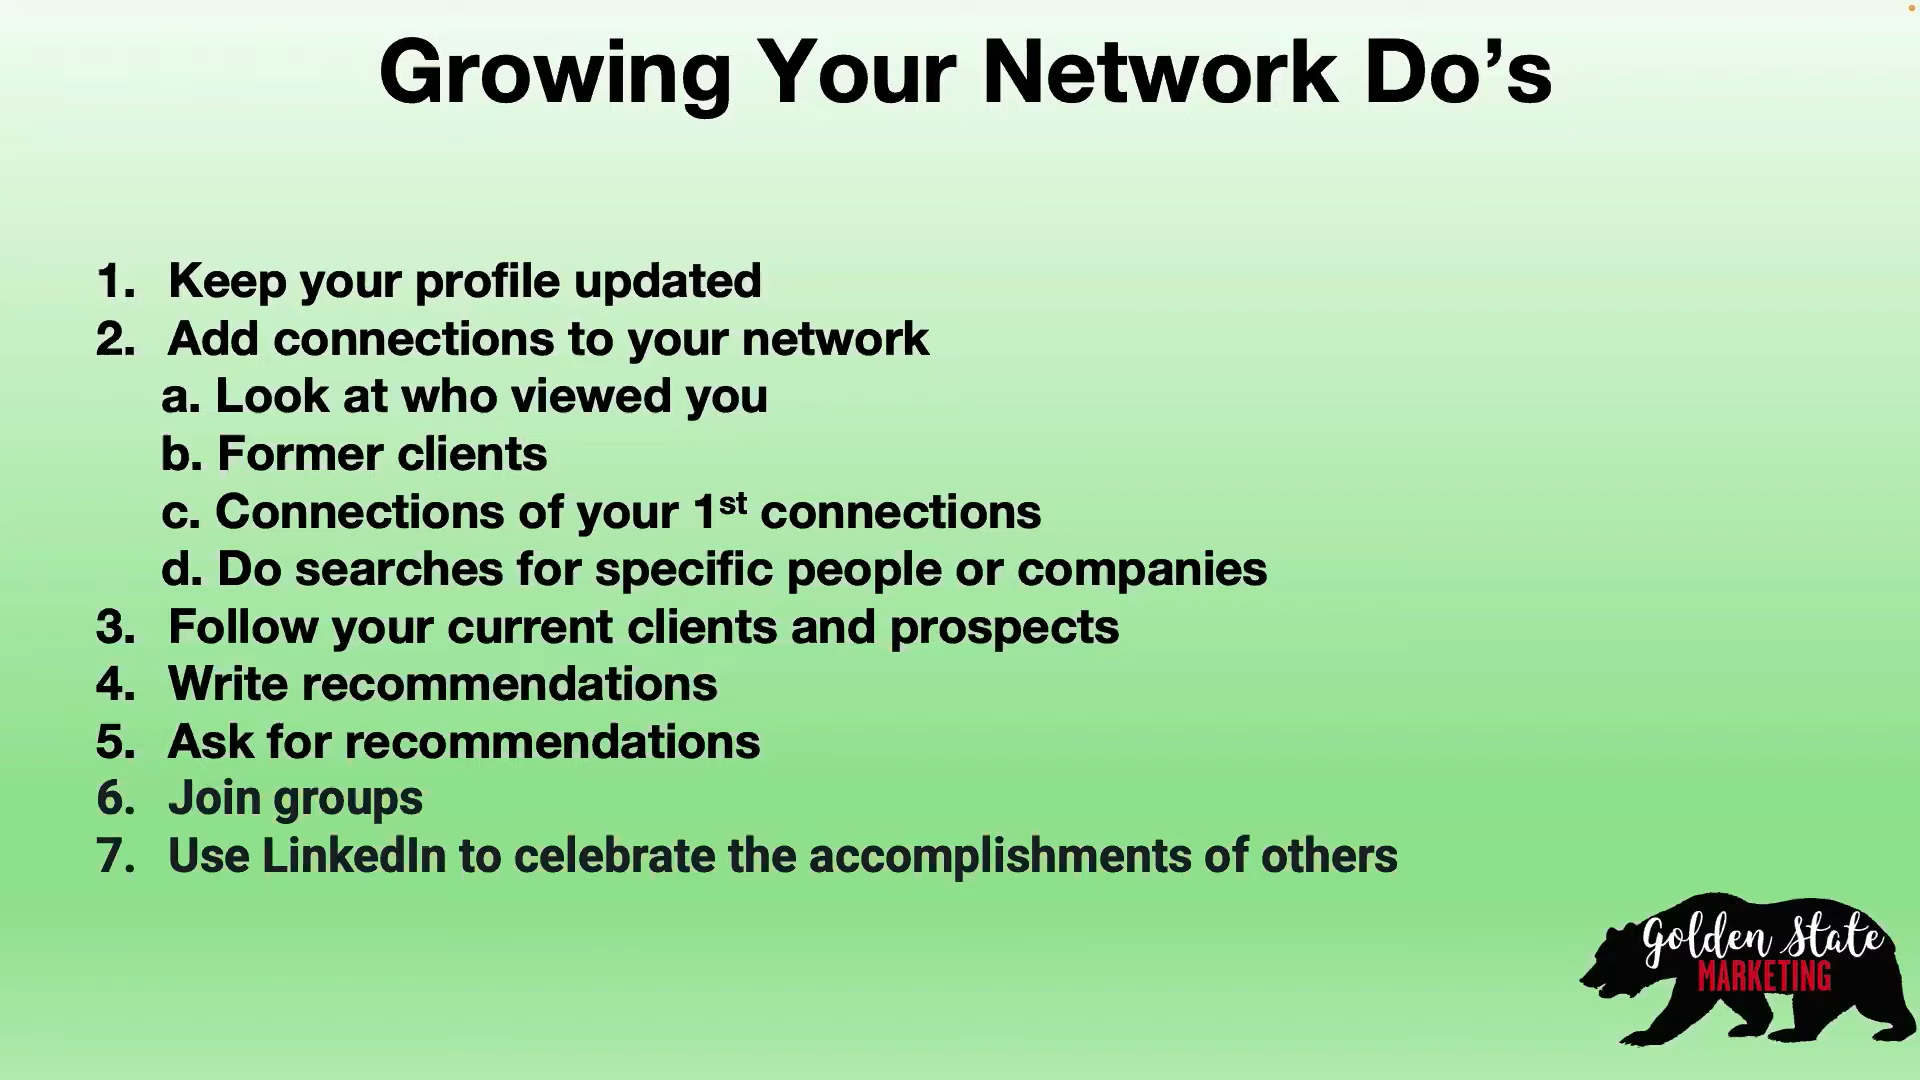 Growing Your Network Do’s
1. Keep your profile updated
2. Add connections to your network
a. Look at who viewed you
b. Former clients
c. Connections of your 1st connections
d. Do searches for specific people or companies
3. Follow your current clients and prospects
4. Write recommendations
5. Ask for recommendations
6. Join groups
7. Use LinkedIn to celebrate the accomplishments of others
Golden State
MARKETING